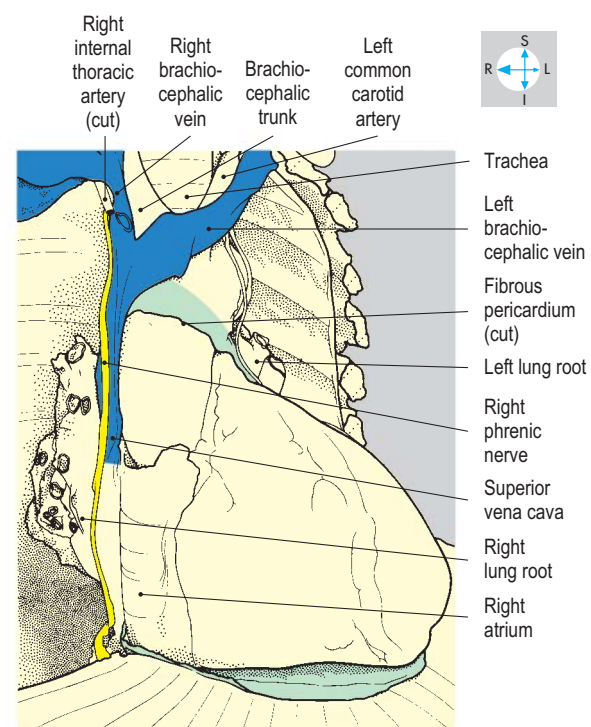 Right
internal
thoracic
artery
(cut)
Right
brachio-
cephalic
vein
Brachio-
cephalic
trunk
Left
common
carotid
artery
S
R
L
I
Trachea
Left
brachio-
cephalic vein
Fibrous
pericardium
(cut)
Left lung root
Right
phrenic
nerve
Superior
vena cava
Right
lung root
Right
atrium